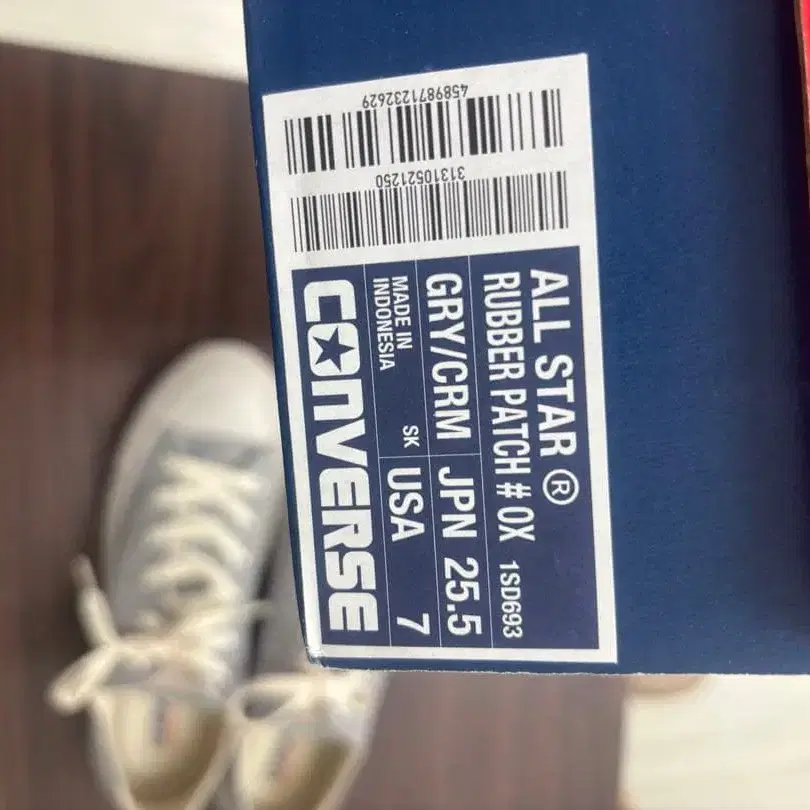 ALL STAR ®
RUBBER PATCH # OX 1SD693
GRY/CRM JPN 25.5
MADE IN
INDONESIA
SK USA 7
CONVERSE
31310521250
4589871232629